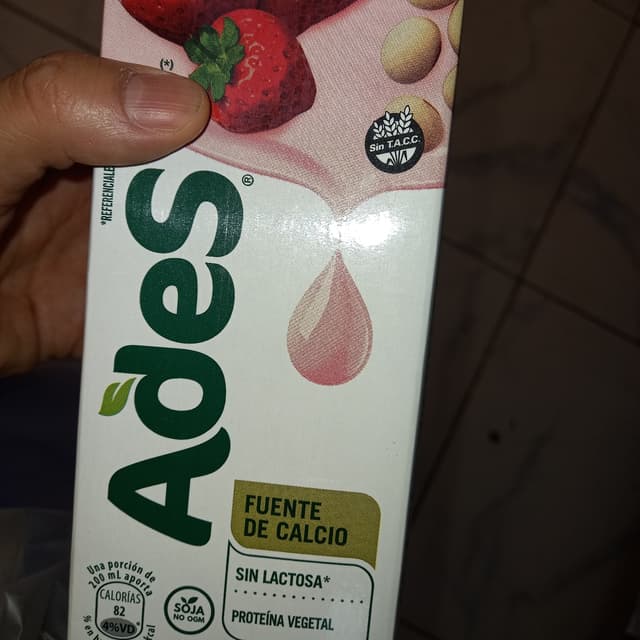 (*)
Sin T.A.C.C.
*REFERENCIALES
AdeS®
FUENTE
DE CALCIO
SIN LACTOSA*
PROTEÍNA VEGETAL
Una porción de
200 mL aporta
CALORÍAS
82
4%VD*
SOJA
NO OGM